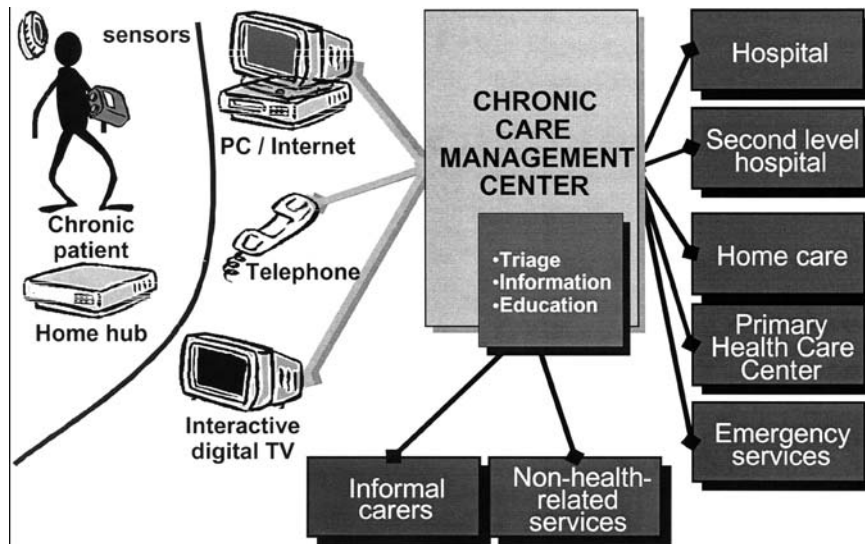 sensors
Chronic
patient
Home hub
PC / Internet
Telephone
Interactive
digital TV
CHRONIC
CARE
MANAGEMENT
CENTER
•Triage
•Information
•Education
Hospital
Second level
hospital
Home care
Primary
Health Care
Center
Emergency
services
Informal
carers
Non-health-
related
services